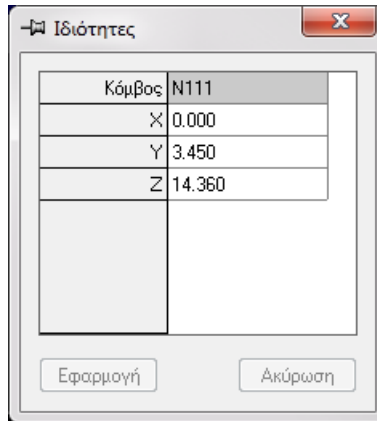 Ιδιότητες
Κόμβος N111
X 0.000
Y 3.450
Z 14.360
Εφαρμογή Ακύρωση